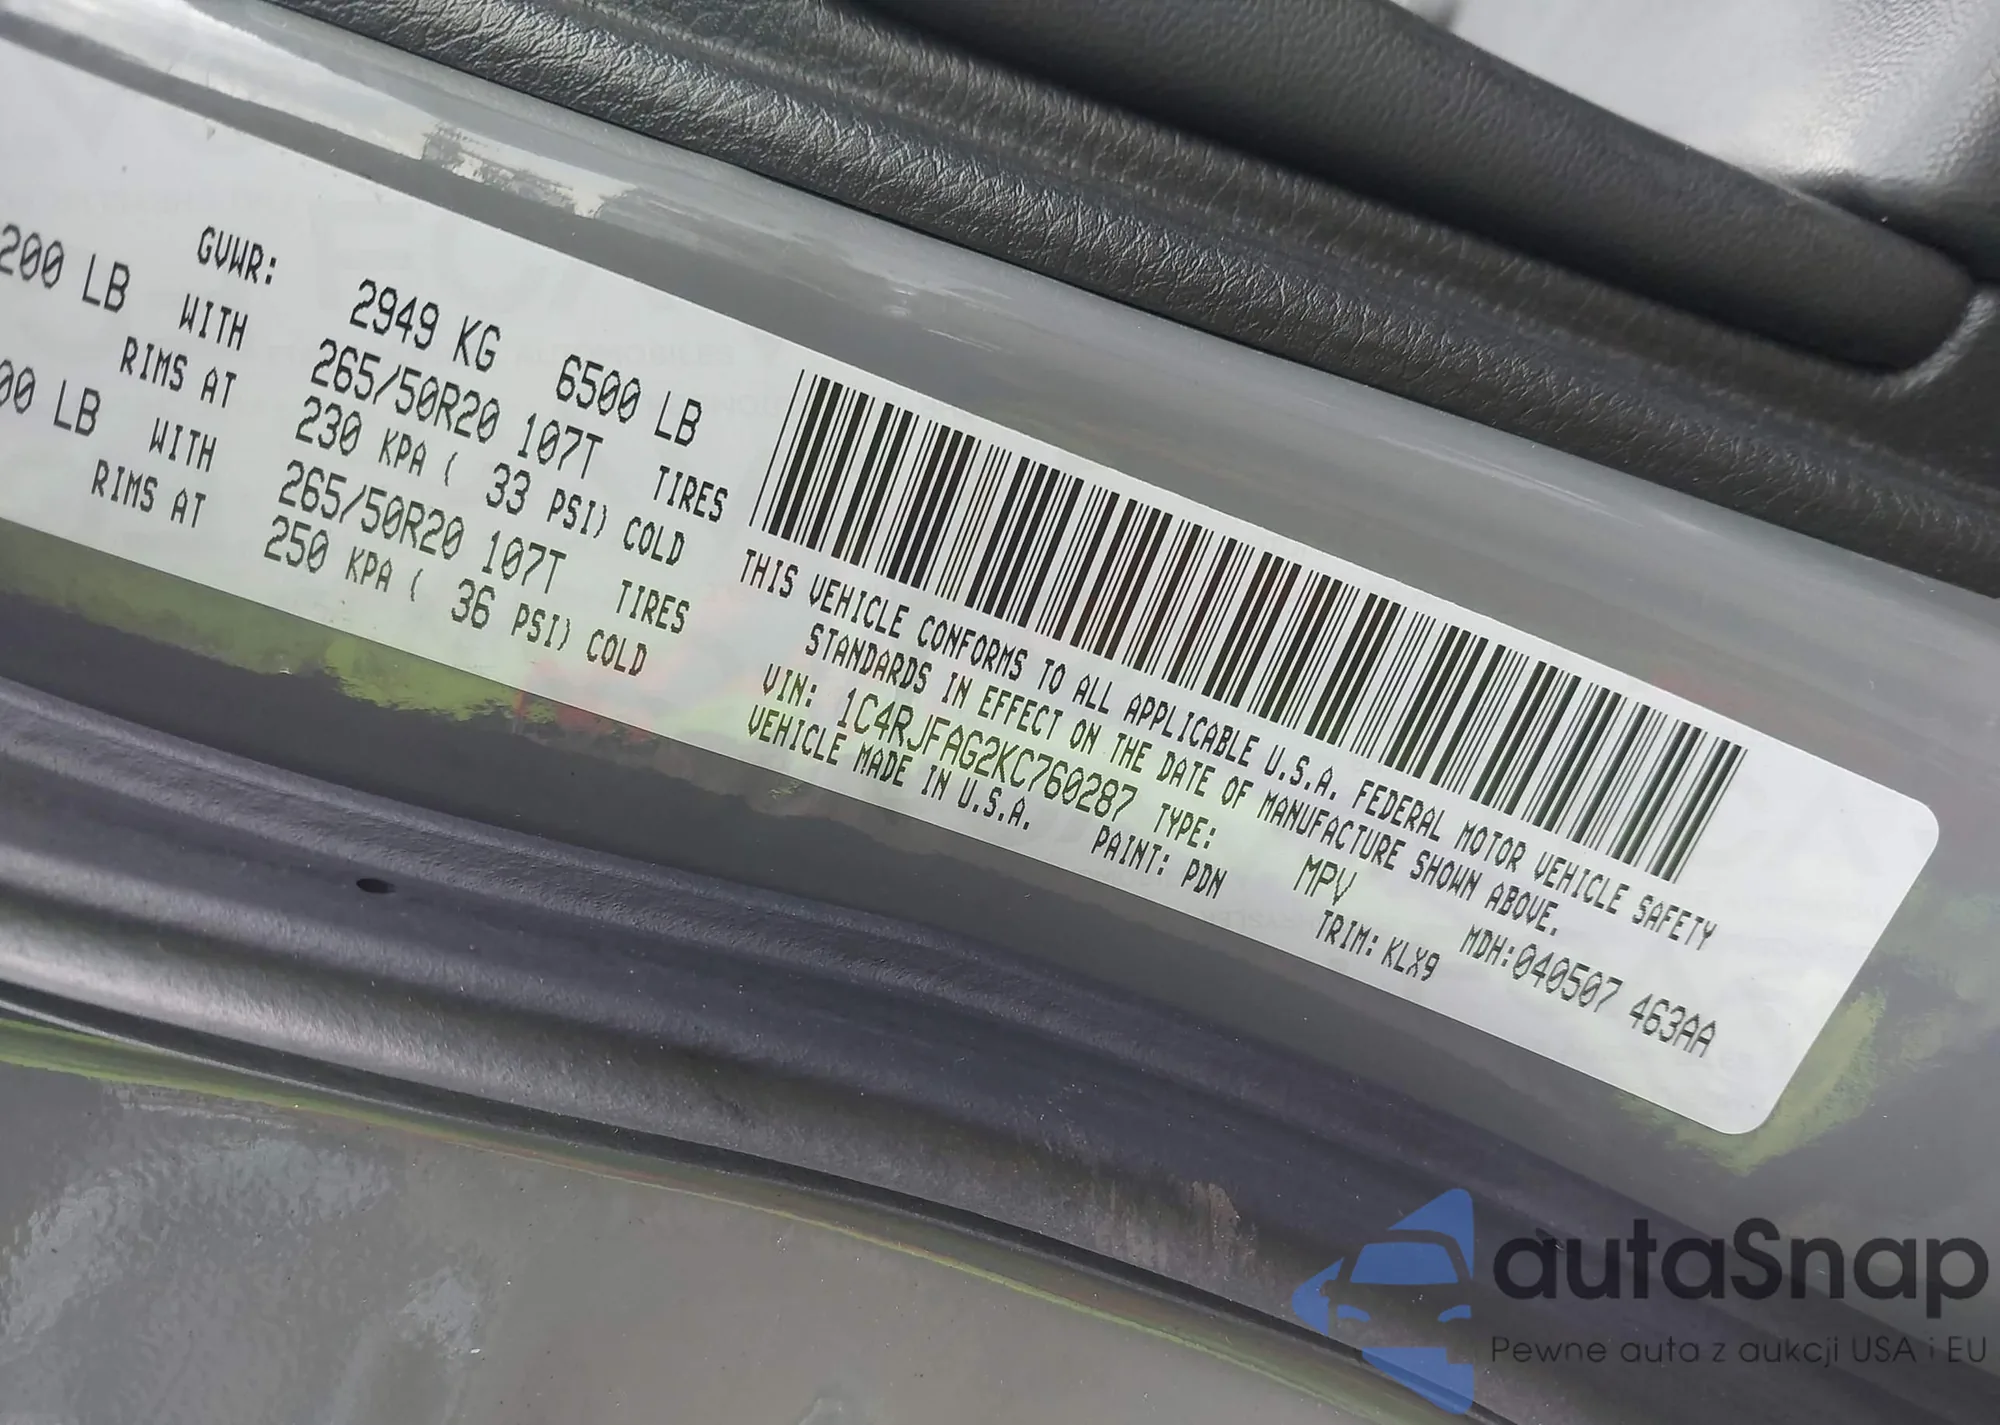 GVWR: 2949 KG 6500 LB
200 LB WITH 265/50R20 107T TIRES
RIMS AT 230 KPA ( 33 PSI) COLD
00 LB WITH 265/50R20 107T TIRES
RIMS AT 250 KPA ( 36 PSI) COLD
THIS VEHICLE CONFORMS TO ALL APPLICABLE U.S.A. FEDERAL MOTOR VEHICLE SAFETY
STANDARDS IN EFFECT ON THE DATE OF MANUFACTURE SHOWN ABOVE.
VIN: 1C4RJFAG2KC760287 TYPE: MPV MDH:040507 463AA
VEHICLE MADE IN U.S.A. PAINT: PDN TRIM: KLX9
autaSnap
Pewne auta z aukcji USA i EU